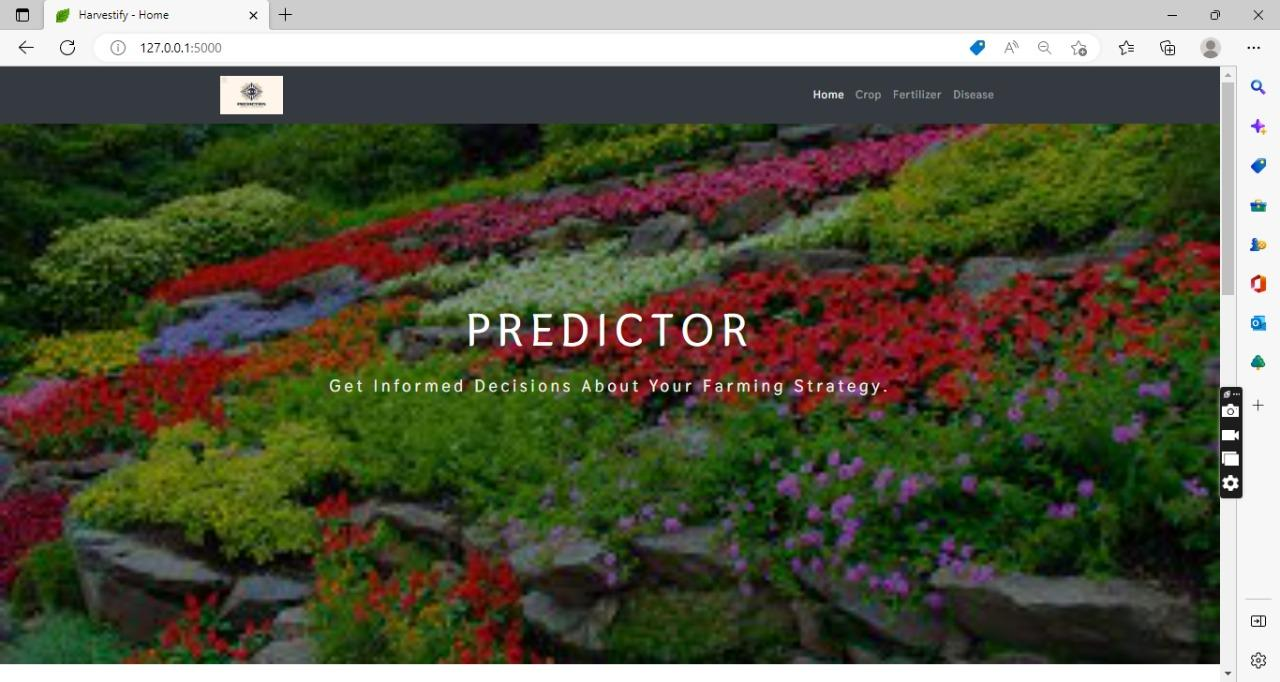 Harvestify - Home
127.0.0.1:5000
PREDICTOR
Home Crop Fertilizer Disease
PREDICTOR
Get Informed Decisions About Your Farming Strategy.